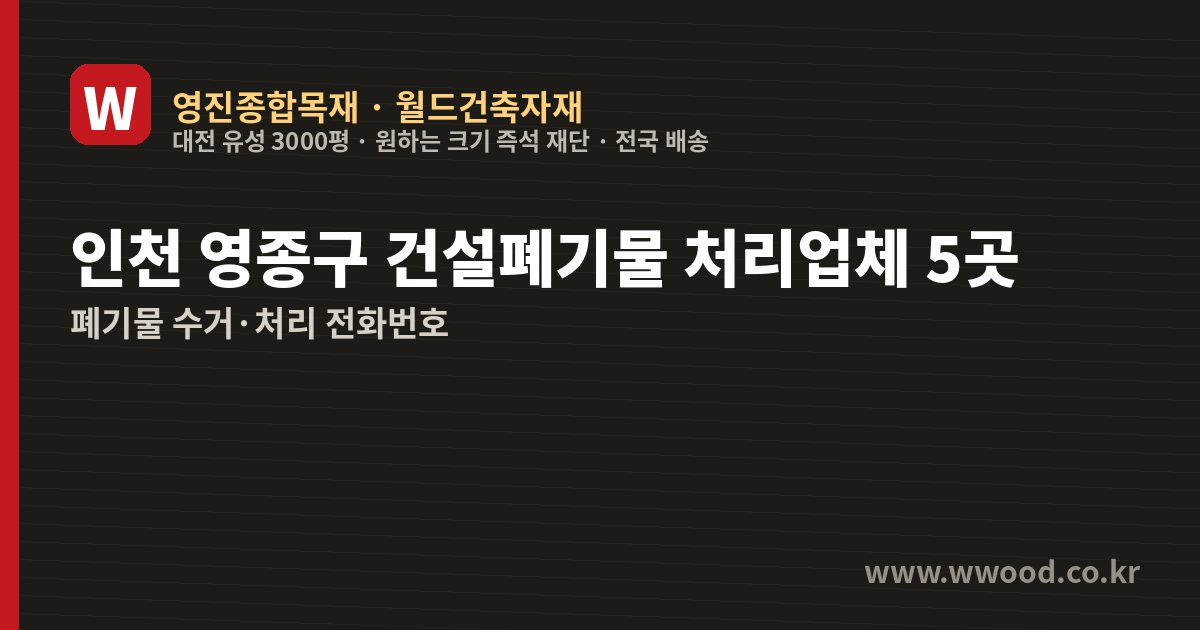 W
영진종합목재 · 월드건축자재
대전 유성 3000평 · 원하는 크기 즉석 재단 · 전국 배송
인천 영종구 건설폐기물 처리업체 5곳
폐기물 수거·처리 전화번호
www.wwood.co.kr